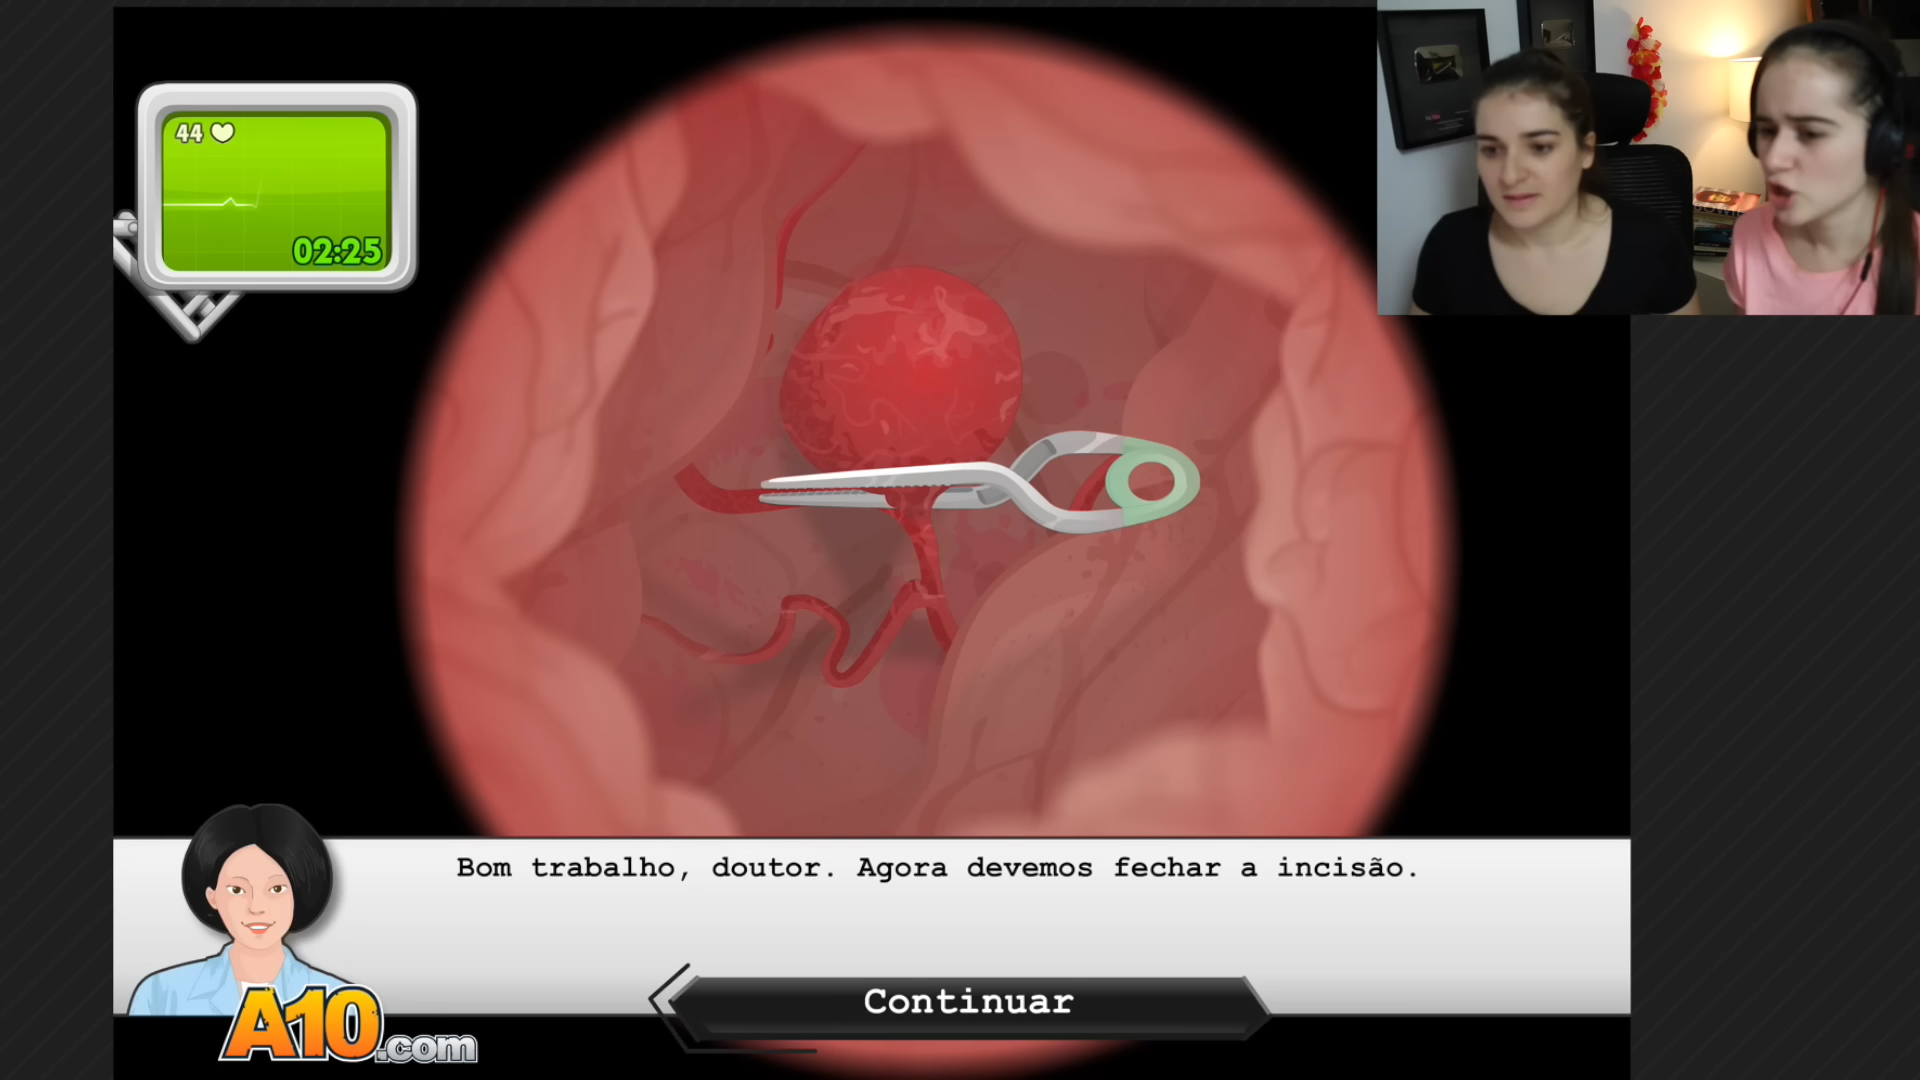 44
02:25
Bom trabalho, doutor. Agora devemos fechar a incisão.
Continuar
A10.com